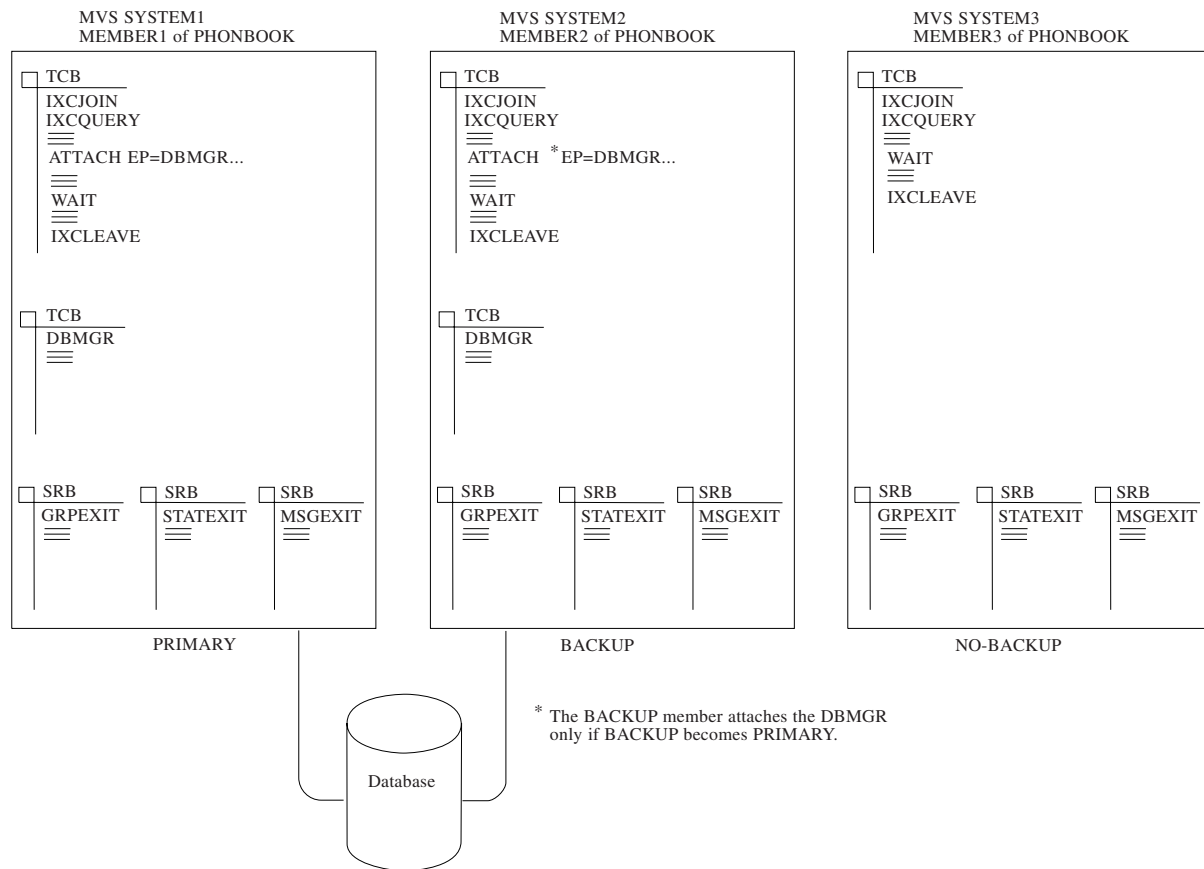 MVS SYSTEM1
MEMBER1 of PHONBOOK
TCB
IXCJOIN
IXCQUERY
ATTACH EP=DBMGR...
WAIT
IXCLEAVE
TCB
DBMGR
SRB
GRPEXIT
SRB
STATEXIT
SRB
MSGEXIT
PRIMARY
MVS SYSTEM2
MEMBER2 of PHONBOOK
TCB
IXCJOIN
IXCQUERY
ATTACH *EP=DBMGR...
WAIT
IXCLEAVE
TCB
DBMGR
SRB
GRPEXIT
SRB
STATEXIT
SRB
MSGEXIT
BACKUP
MVS SYSTEM3
MEMBER3 of PHONBOOK
TCB
IXCJOIN
IXCQUERY
WAIT
IXCLEAVE
SRB
GRPEXIT
SRB
STATEXIT
SRB
MSGEXIT
NO-BACKUP
Database
* The BACKUP member attaches the DBMGR
only if BACKUP becomes PRIMARY.